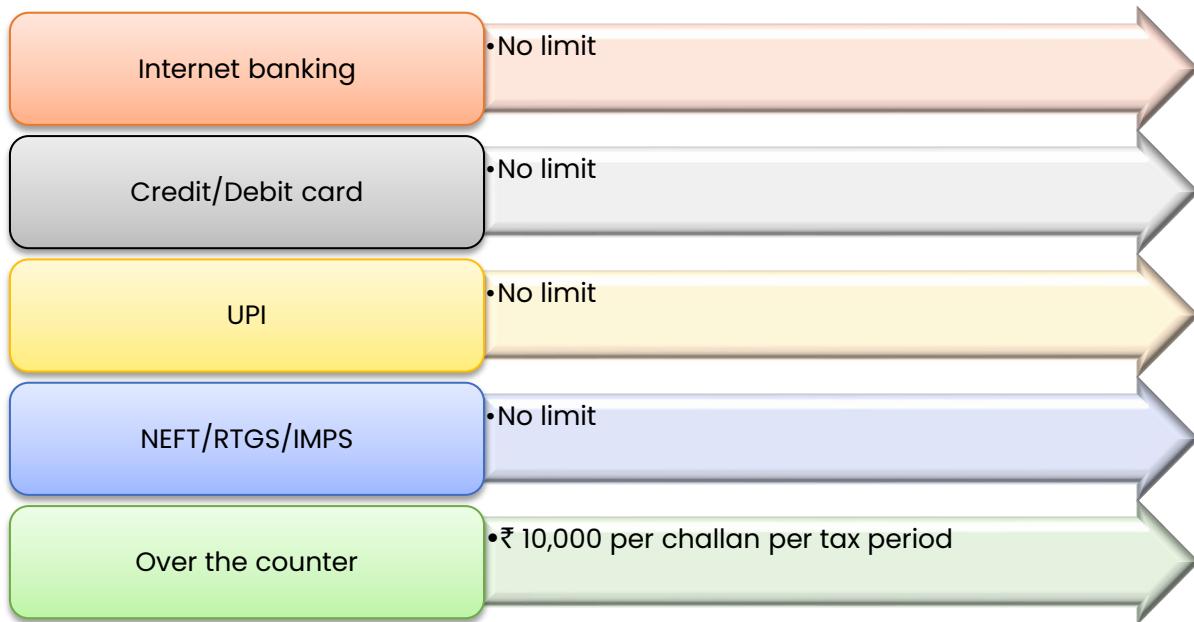 Internet banking
•No limit
Credit/Debit card
•No limit
UPI
•No limit
NEFT/RTGS/IMPS
•No limit
Over the counter
•₹ 10,000 per challan per tax period